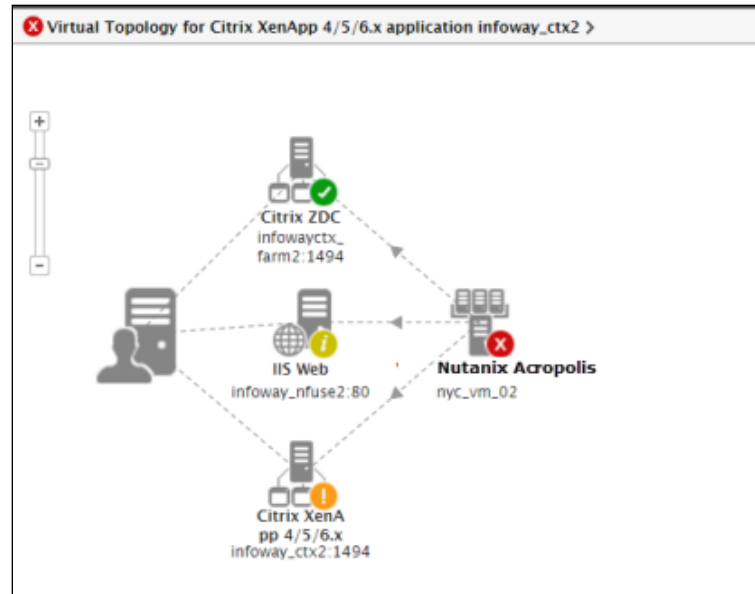 Virtual Topology for Citrix XenApp 4/5/6.x application infoway_ctx2 >
Citrix ZDC
infowayctx_
farm2:1494
IIS Web
infoway_nfuse2:80
Nutanix Acropolis
nyc_vm_02
Citrix XenA
pp 4/5/6.x
infoway_ctx2:1494